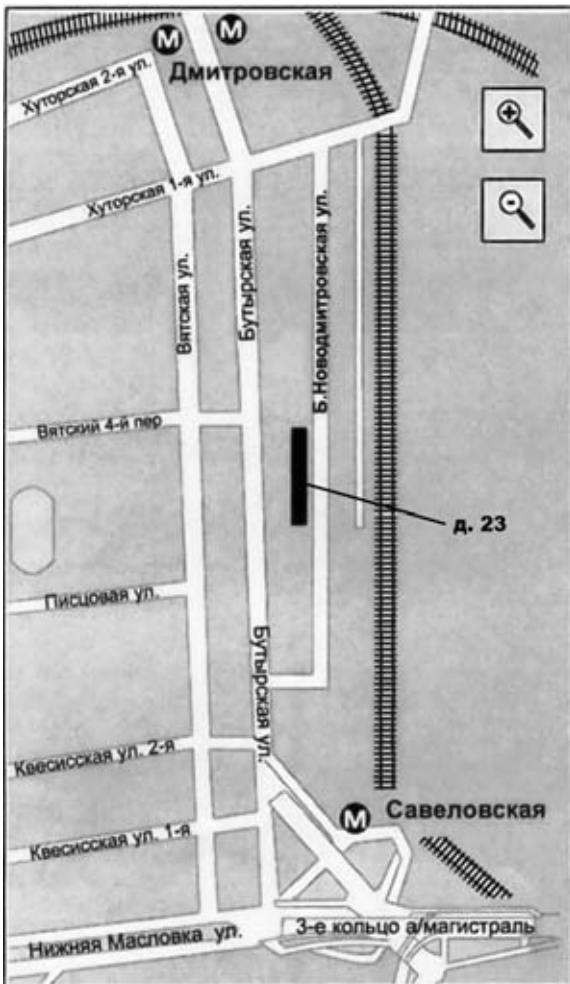 М
М
Дмитровская
Хуторская 2-я ул.
Хуторская 1-я ул.
Вятская ул.
Бутырская ул.
Б.Новодмитровская ул.
Вятский 4-й пер
д. 23
Писцовая ул.
Бутырская ул.
Квесисская ул. 2-я
М
Савеловская
Квесисская ул. 1-я
3-е кольцо а/магистраль
Нижняя Масловка ул.